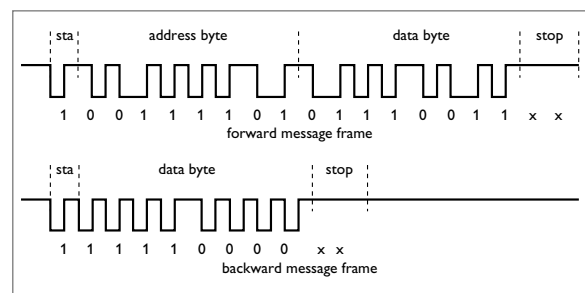 sta address byte data byte stop
1 0 0 1 1 1 1 0 1 0 1 1 1 0 0 1 1 x x
forward message frame
sta data byte stop
1 1 1 1 1 0 0 0 0 x x
backward message frame